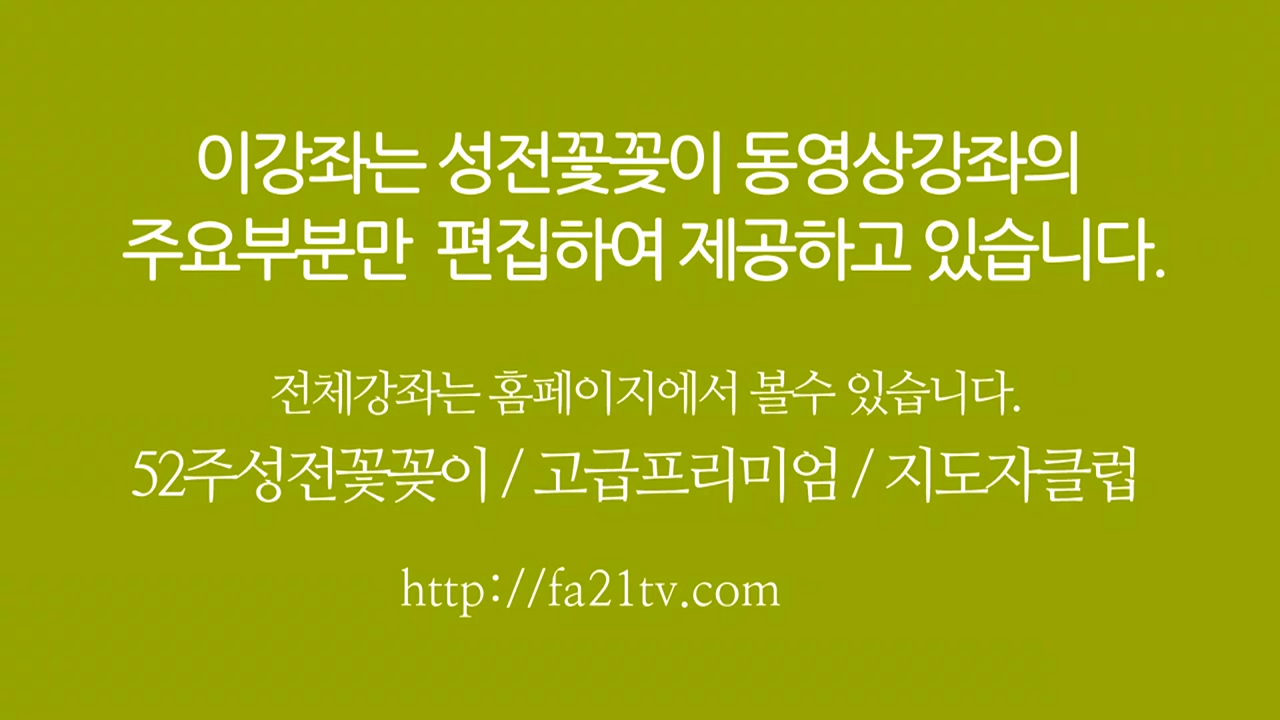 이강좌는 성전꽃꽂이 동영상강좌의
주요부분만 편집하여 제공하고 있습니다.
전체강좌는 홈페이지에서 볼수 있습니다.
52주성전꽃꽂이 / 고급프리미엄 / 지도자클럽
http://fa21tv.com